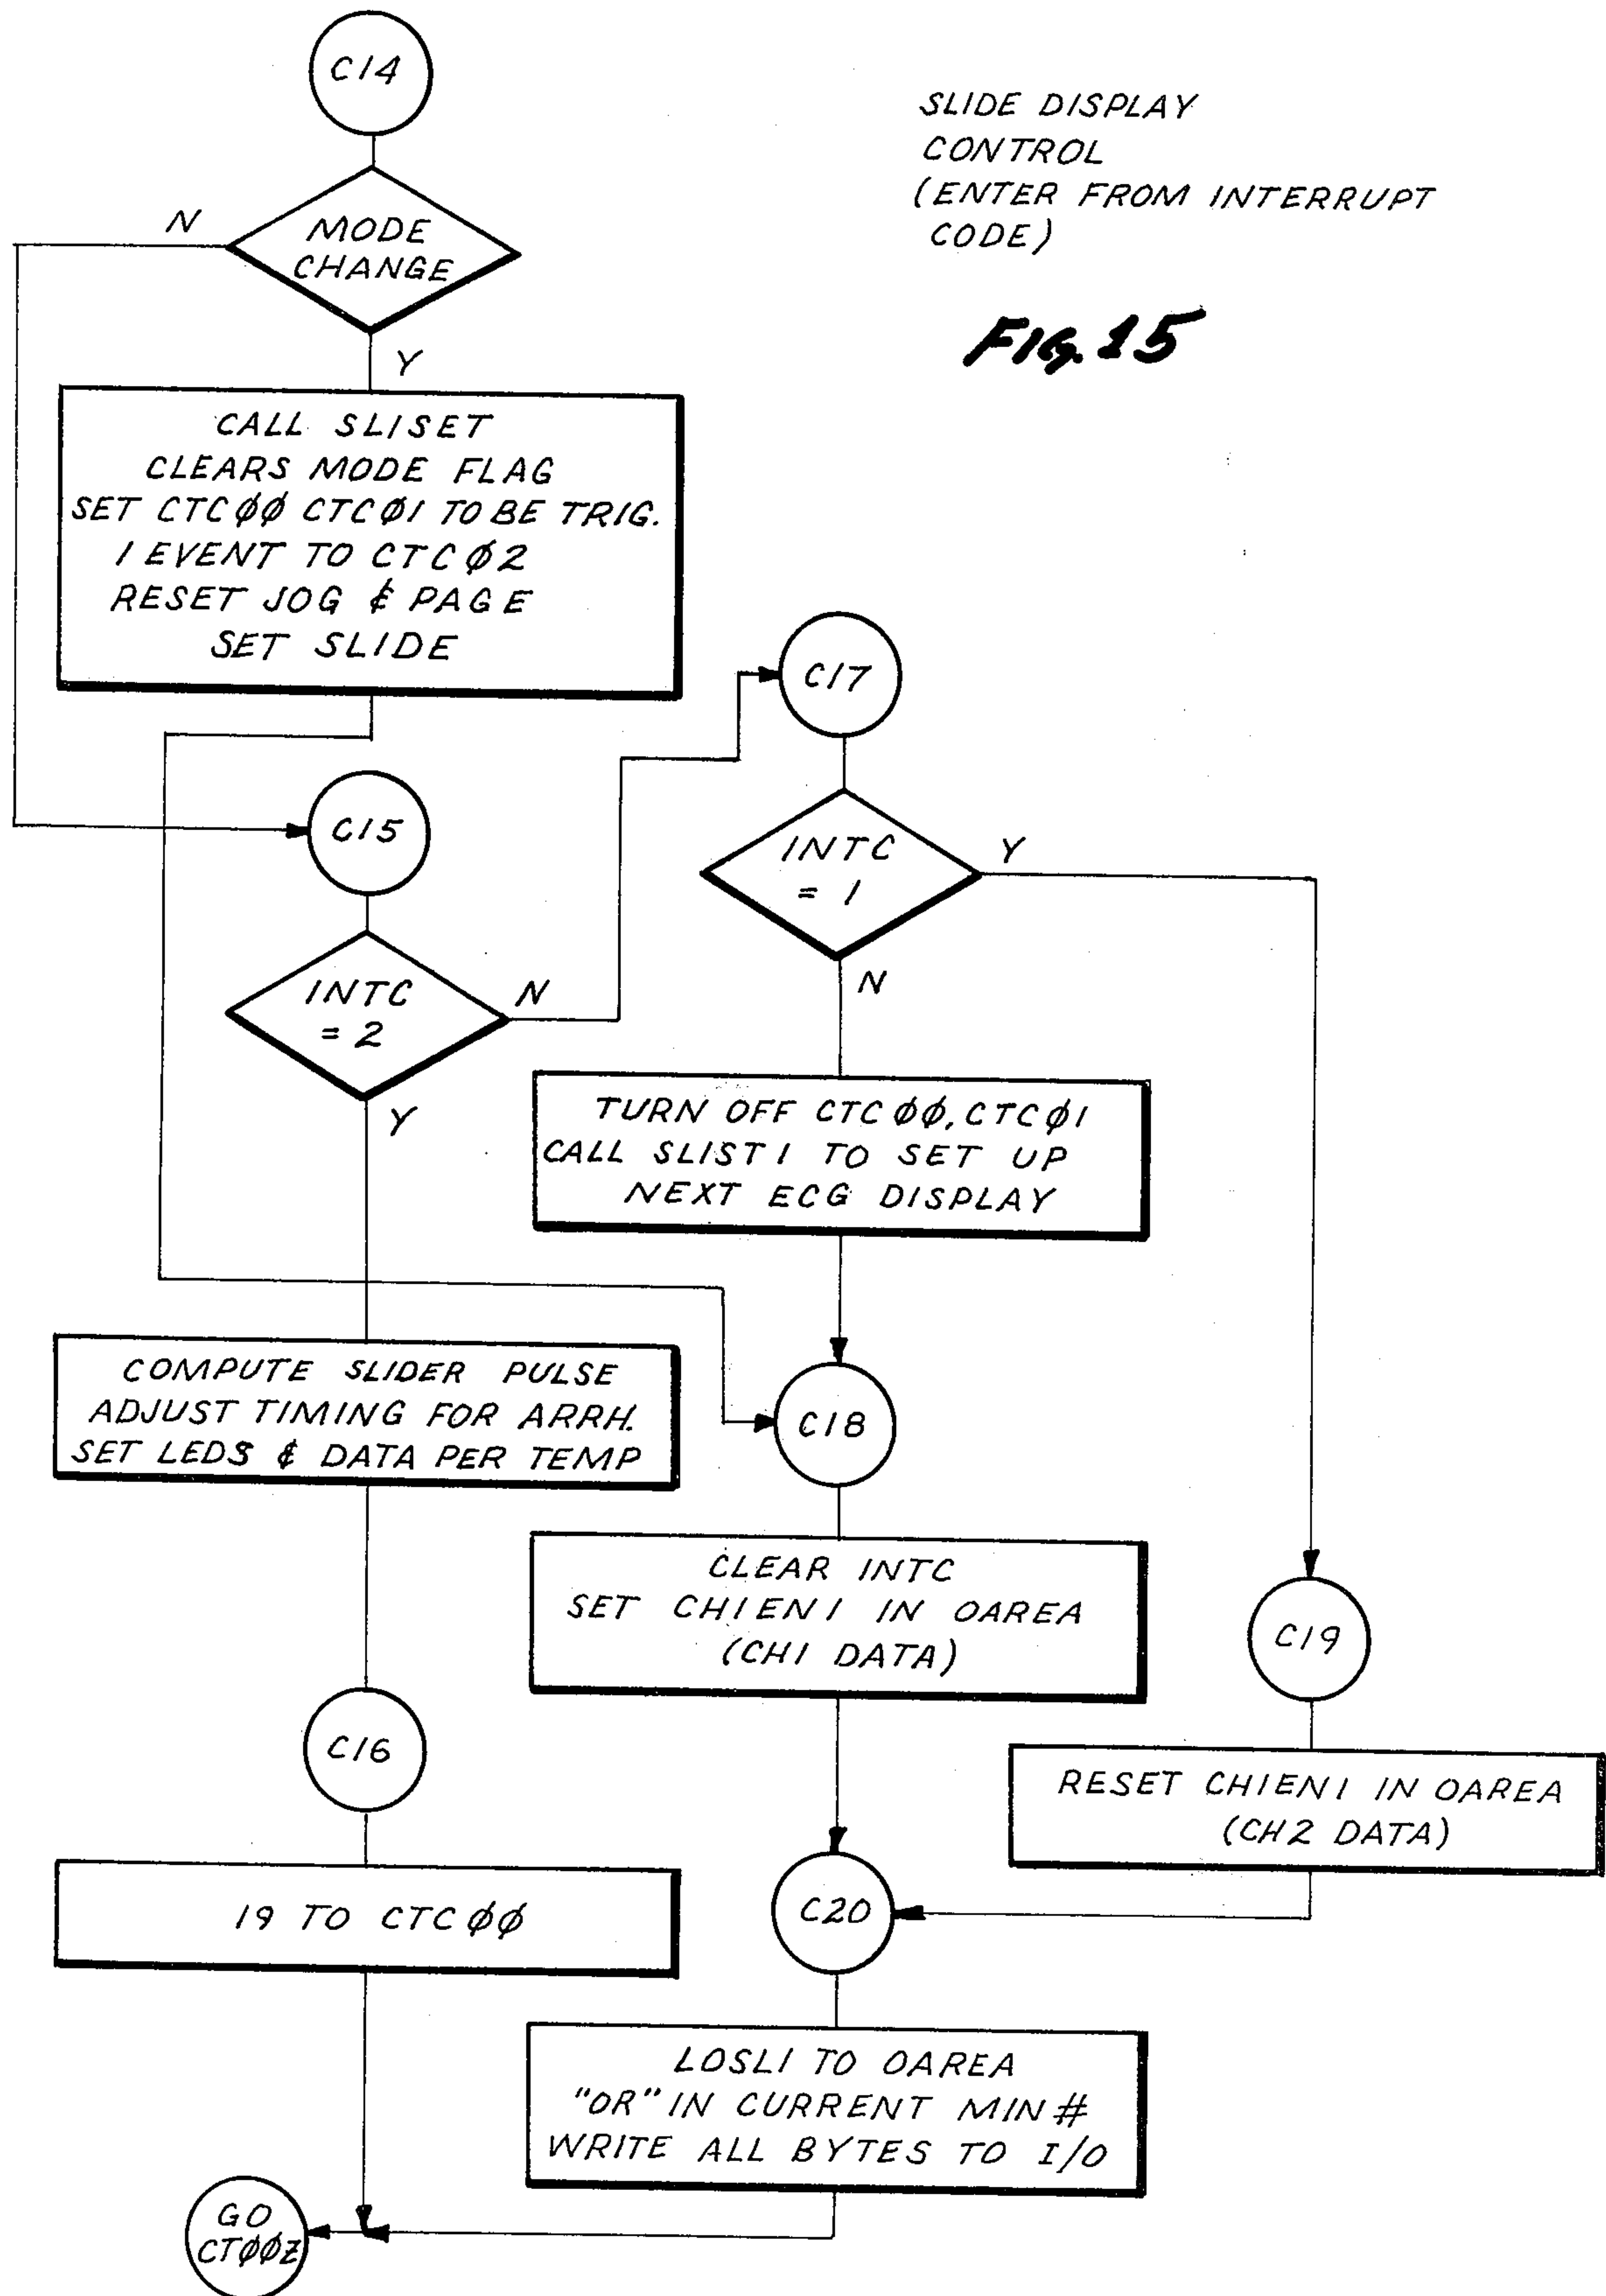 C14
SLIDE DISPLAY
CONTROL
(ENTER FROM INTERRUPT
CODE)
FIG. 15
N
MODE
CHANGE
Y
CALL SLISET
CLEARS MODE FLAG
SET CTCØØ CTCØ1 TO BE TRIG.
1 EVENT TO CTCØ2
RESET JOG & PAGE
SET SLIDE
C17
C15
INTC
= 1
Y
N
INTC
= 2
N
Y
TURN OFF CTCØØ, CTCØ1
CALL SLIST1 TO SET UP
NEXT ECG DISPLAY
COMPUTE SLIDER PULSE
ADJUST TIMING FOR ARRH.
SET LEDS & DATA PER TEMP
C18
CLEAR INTC
SET CH1EN1 IN OAREA
(CH1 DATA)
C19
C16
RESET CH1EN1 IN OAREA
(CH2 DATA)
19 TO CTCØØ
C20
LOSLI TO OAREA
"OR" IN CURRENT MIN #
WRITE ALL BYTES TO I/O
GO
CTØØZ